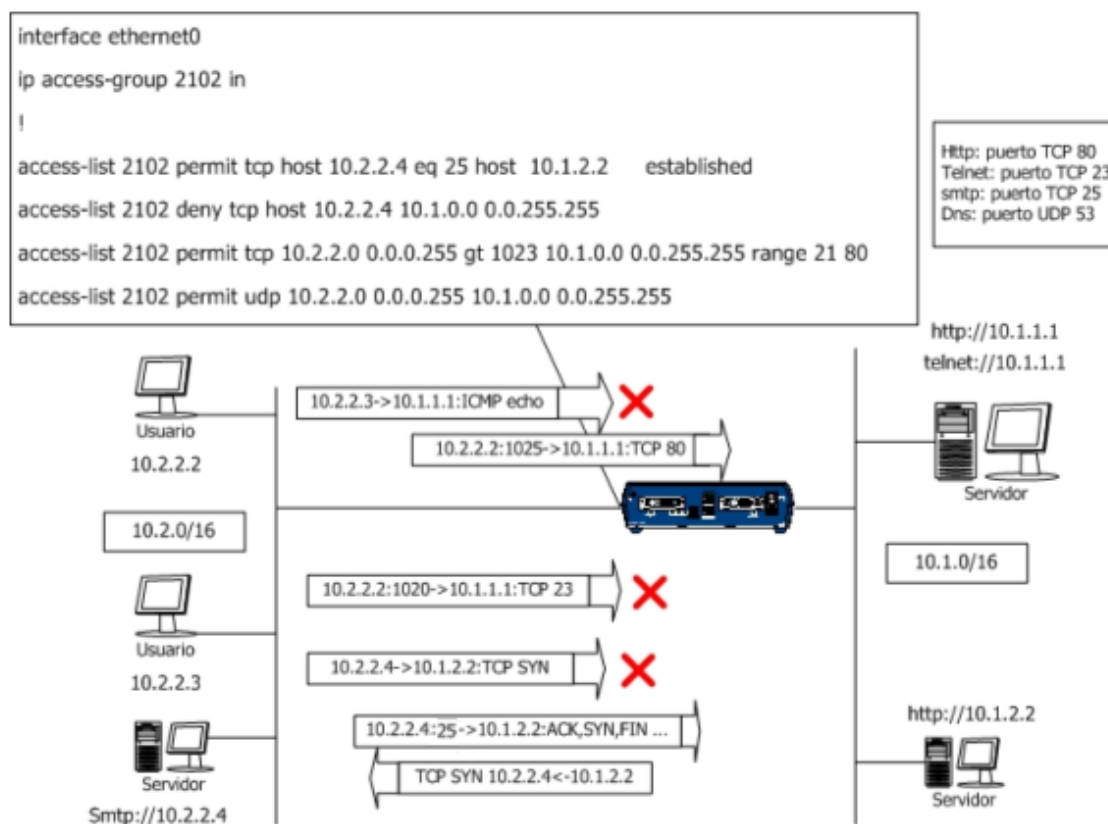 interface ethernet0
ip access-group 2102 in
!
access-list 2102 permit tcp host 10.2.2.4 eq 25 host 10.1.2.2 established
access-list 2102 deny tcp host 10.2.2.4 10.1.0.0 0.0.255.255
access-list 2102 permit tcp 10.2.2.0 0.0.0.255 gt 1023 10.1.0.0 0.0.255.255 range 21 80
access-list 2102 permit udp 10.2.2.0 0.0.0.255 10.1.0.0 0.0.255.255
Http: puerto TCP 80
Telnet: puerto TCP 23
smtp: puerto TCP 25
Dns: puerto UDP 53
http://10.1.1.1
telnet://10.1.1.1
10.2.2.3->10.1.1.1:ICMP echo
Usuario
10.2.2.2
10.2.2.2:1025->10.1.1.1:TCP 80
Servidor
10.2.0/16
10.1.0/16
10.2.2.2:1020->10.1.1.1:TCP 23
Usuario
10.2.2.3
10.2.2.4->10.1.2.2:TCP SYN
10.2.2.4:25->10.1.2.2:ACK,SYN,FIN ...
http://10.1.2.2
TCP SYN 10.2.2.4<-10.1.2.2
Servidor
Smtp://10.2.2.4
Servidor